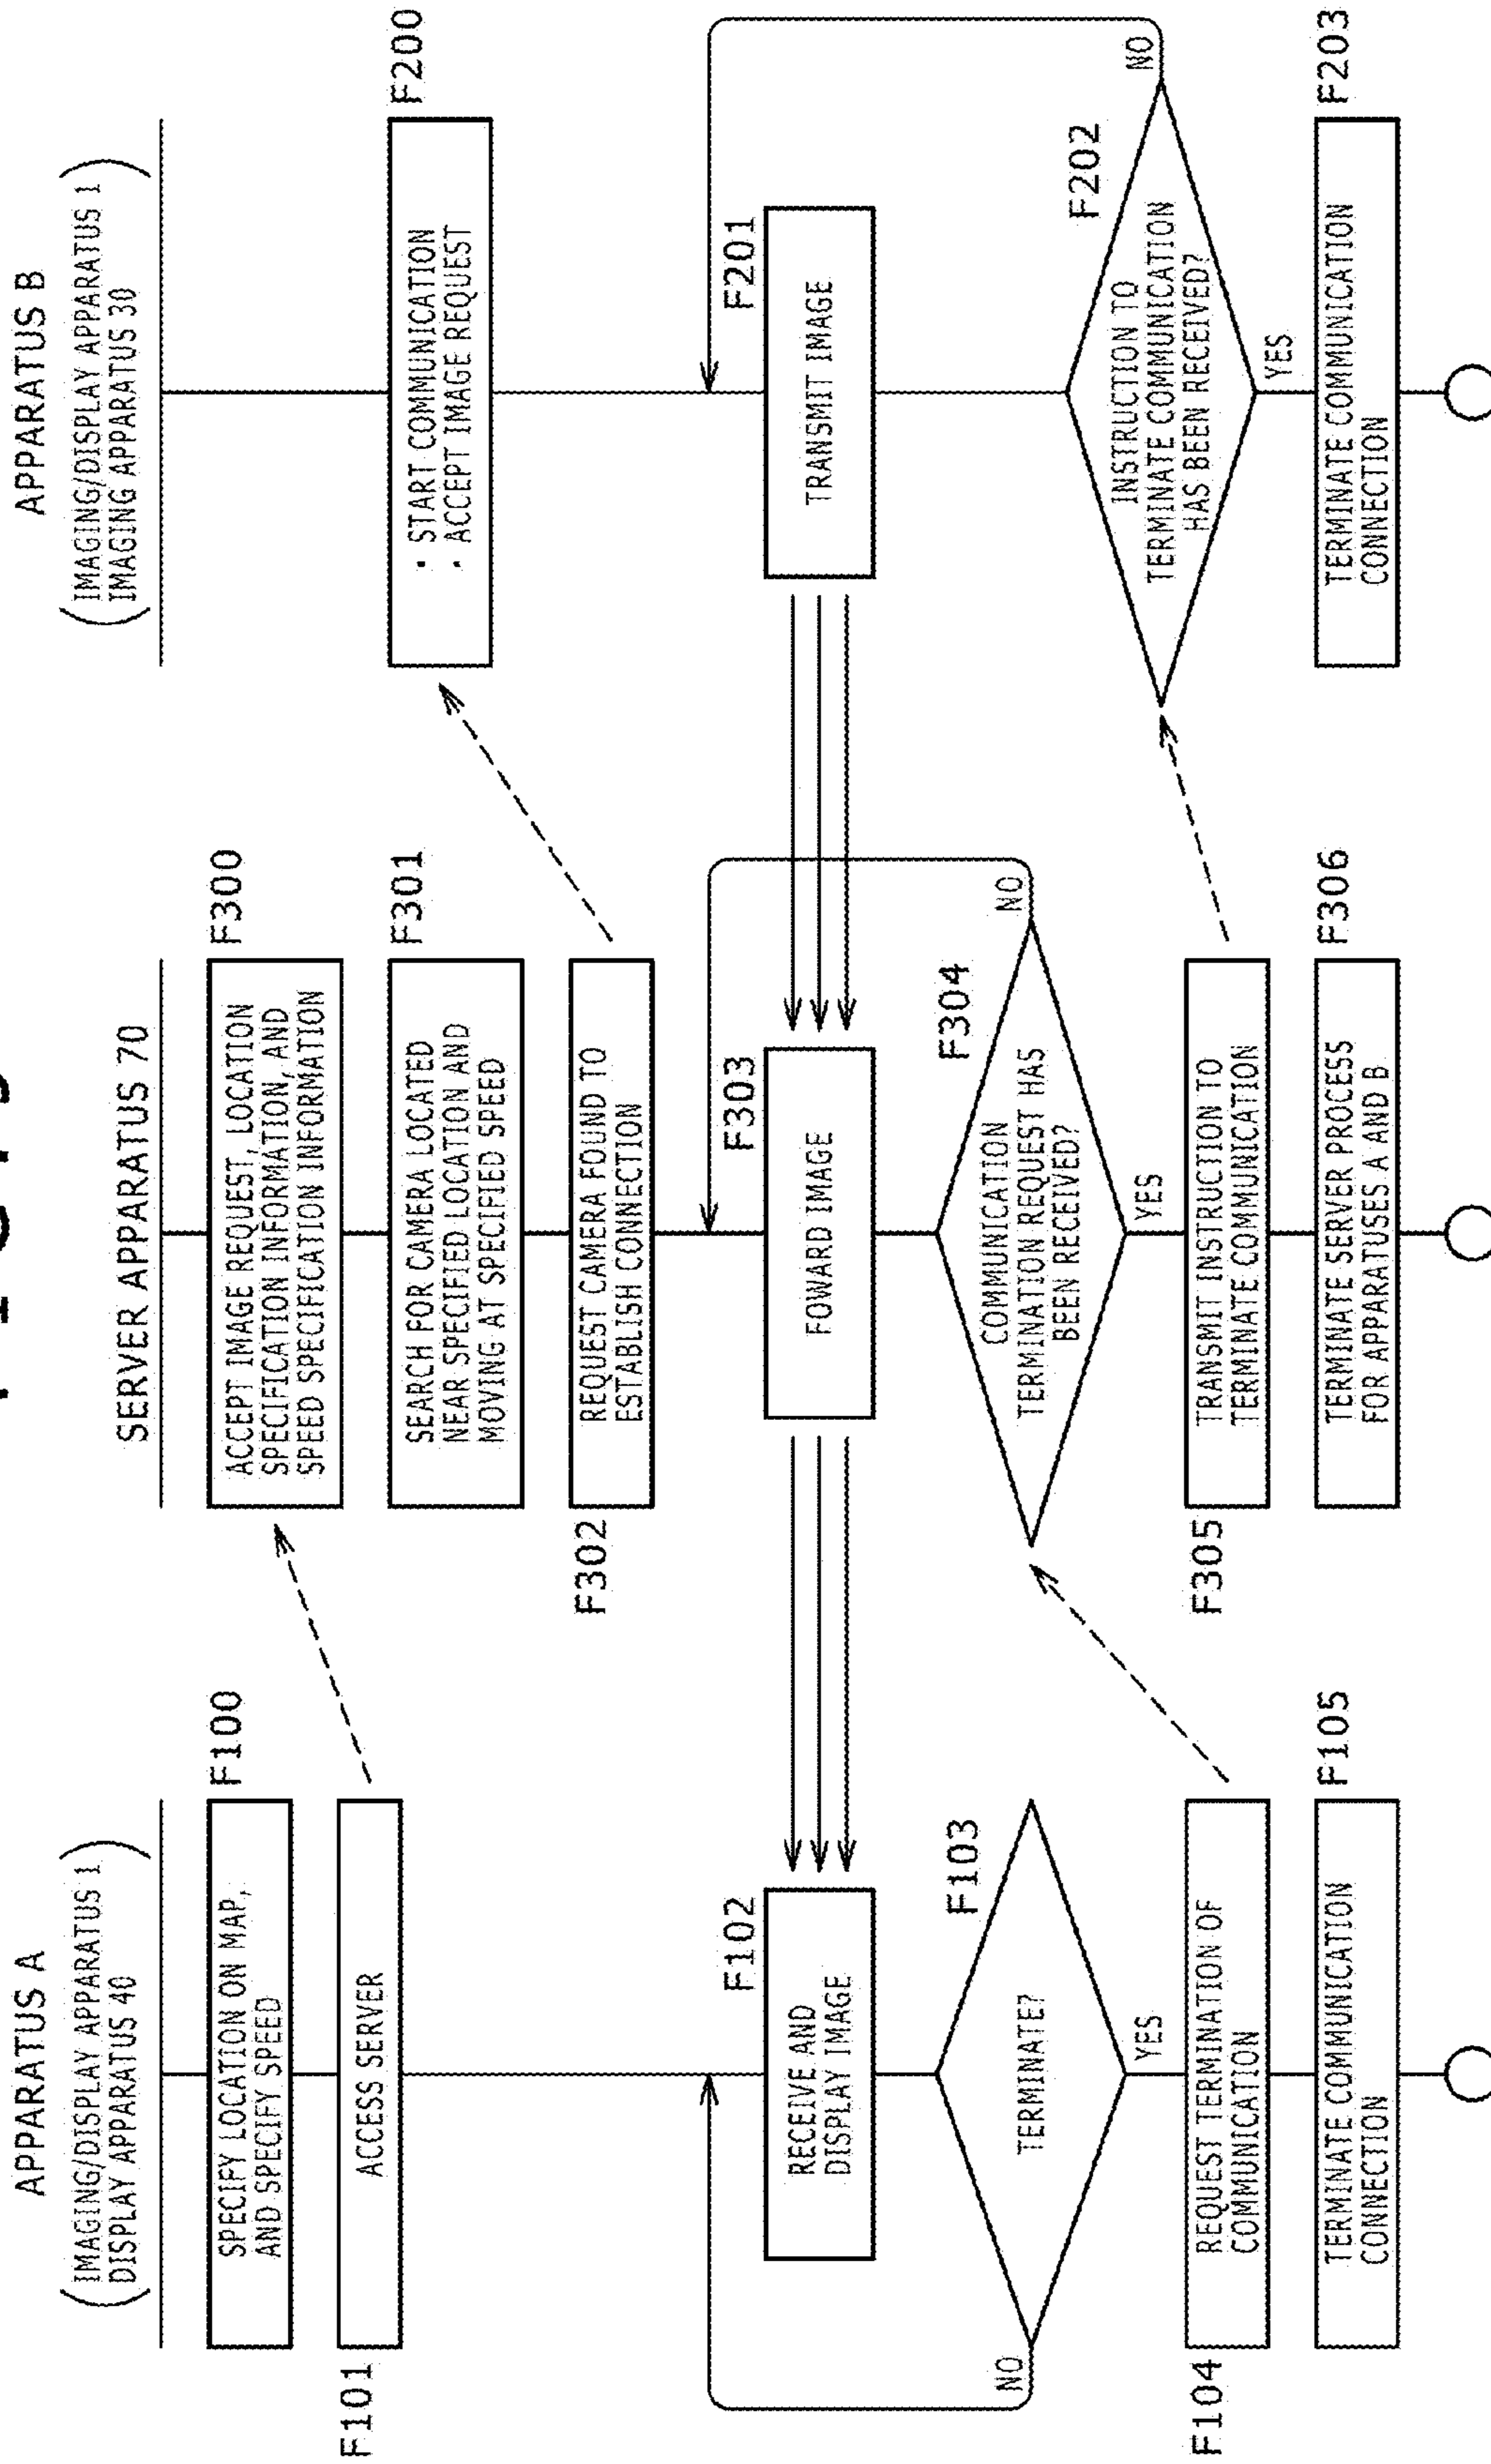 APPARATUS A
IMAGING/DISPLAY APPARATUS 1
DISPLAY APPARATUS 40
F100
SPECIFY LOCATION ON MAP,
AND SPECIFY SPEED
F101
ACCESS SERVER
F102
RECEIVE AND
DISPLAY IMAGE
F103
TERMINATE?
NO
YES
F104
REQUEST TERMINATION OF
COMMUNICATION
F105
TERMINATE COMMUNICATION
CONNECTION
SERVER APPARATUS 70
F300
ACCEPT IMAGE REQUEST, LOCATION
SPECIFICATION INFORMATION, AND
SPEED SPECIFICATION INFORMATION
F301
SEARCH FOR CAMERA LOCATED
NEAR SPECIFIED LOCATION AND
MOVING AT SPECIFIED SPEED
F302
REQUEST CAMERA FOUND TO
ESTABLISH CONNECTION
F303
FOWARD IMAGE
F304
COMMUNICATION
TERMINATION REQUEST HAS
BEEN RECEIVED?
NO
YES
F305
TRANSMIT INSTRUCTION TO
TERMINATE COMMUNICATION
F306
TERMINATE SERVER PROCESS
FOR APPARATUSES A AND B
APPARATUS B
IMAGING/DISPLAY APPARATUS 1
IMAGING APPARATUS 30
F200
: START COMMUNICATION
. ACCEPT IMAGE REQUEST
F201
TRANSMIT IMAGE
F202
INSTRUCTION TO
TERMINATE COMMUNICATION
HAS BEEN RECEIVED?
NO
YES
F203
TERMINATE COMMUNICATION
CONNECTION